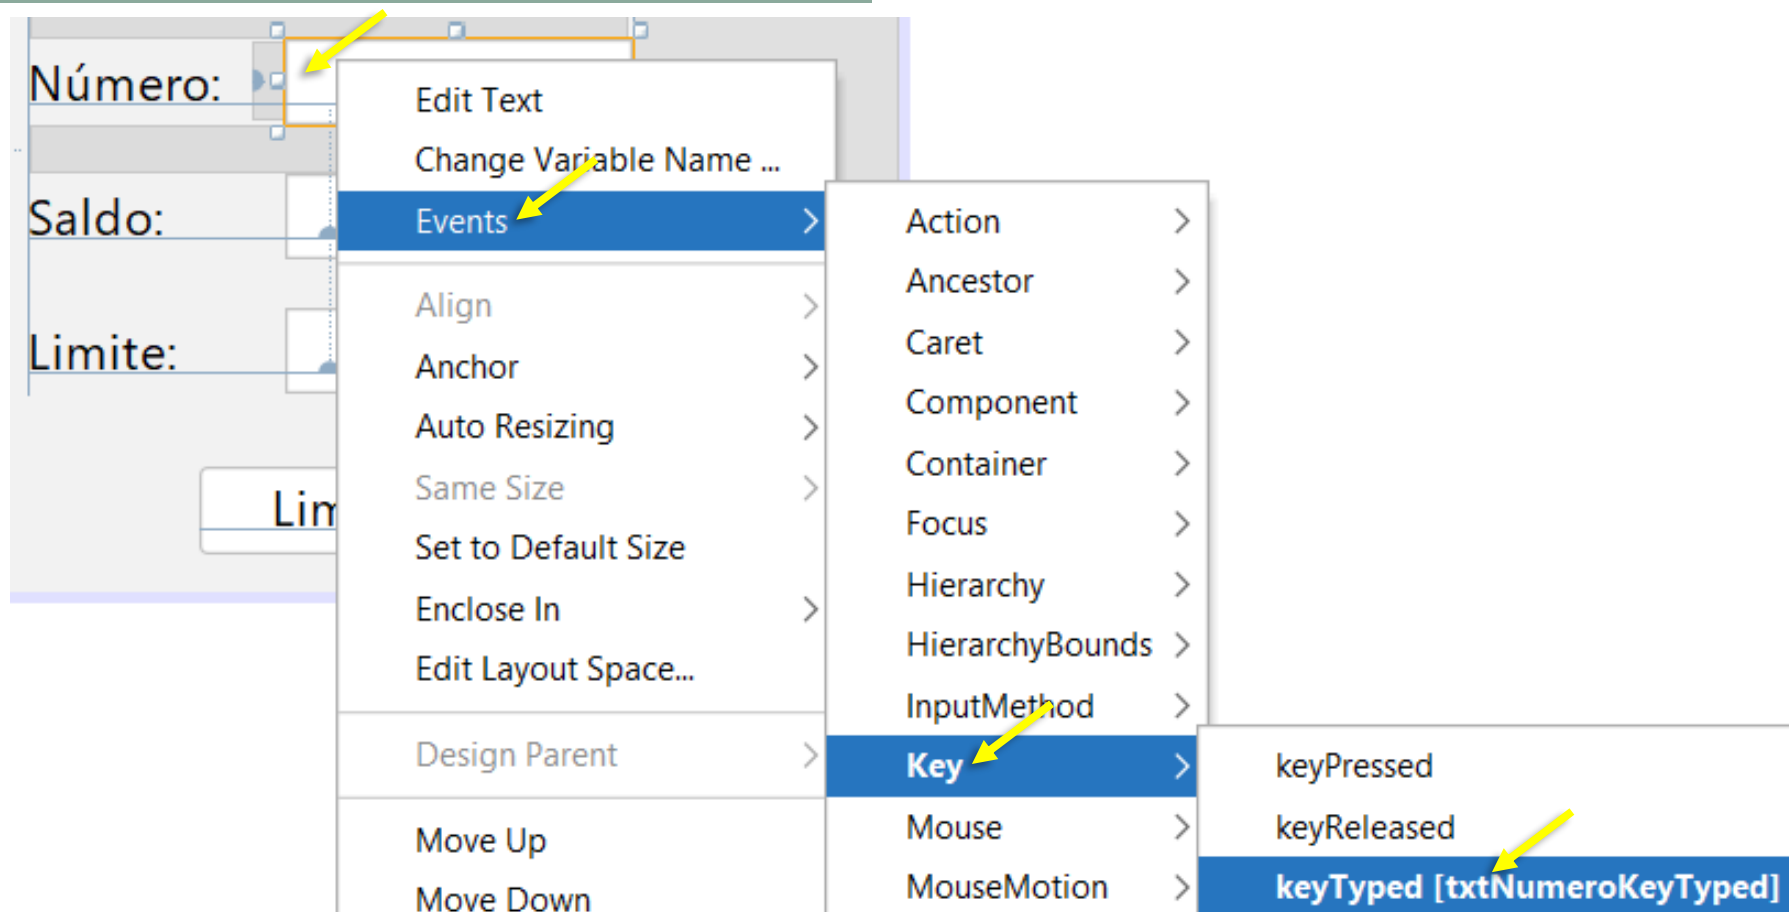 Número:
Saldo:
Limite:
Lim
Edit Text
Change Variable Name ...
Events
Align
Anchor
Auto Resizing
Same Size
Set to Default Size
Enclose In
Edit Layout Space...
Design Parent
Move Up
Move Down
Action
Ancestor
Caret
Component
Container
Focus
Hierarchy
HierarchyBounds
InputMethod
Key
Mouse
MouseMotion
keyPressed
keyReleased
keyTyped [txtNumeroKeyTyped]